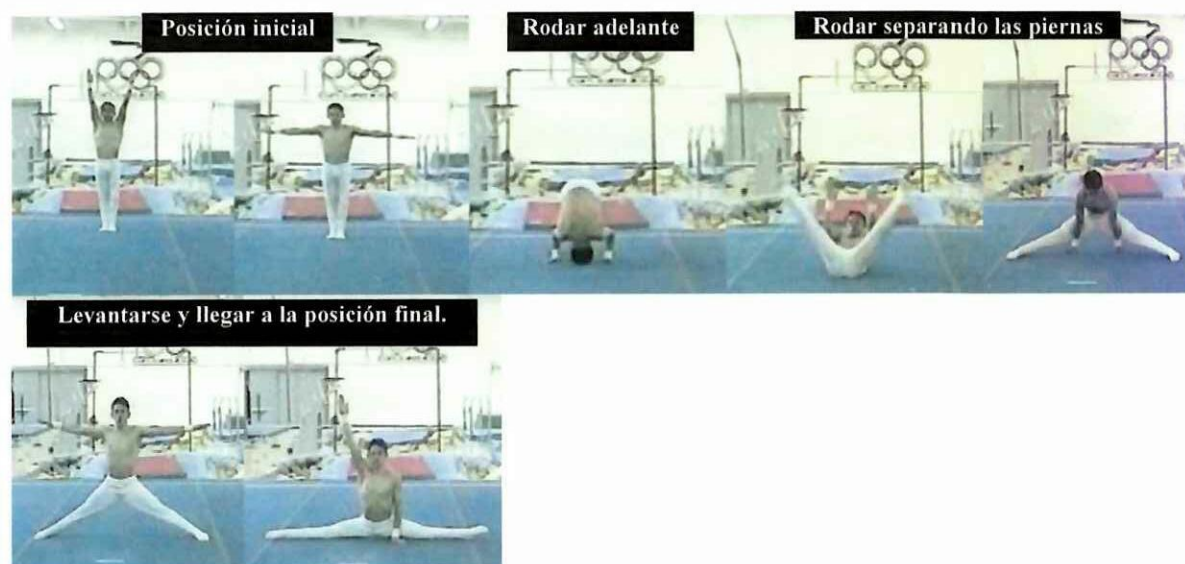 Posición inicial
Rodar adelante
Rodar separando las piernas
Levantarse y llegar a la posición final.